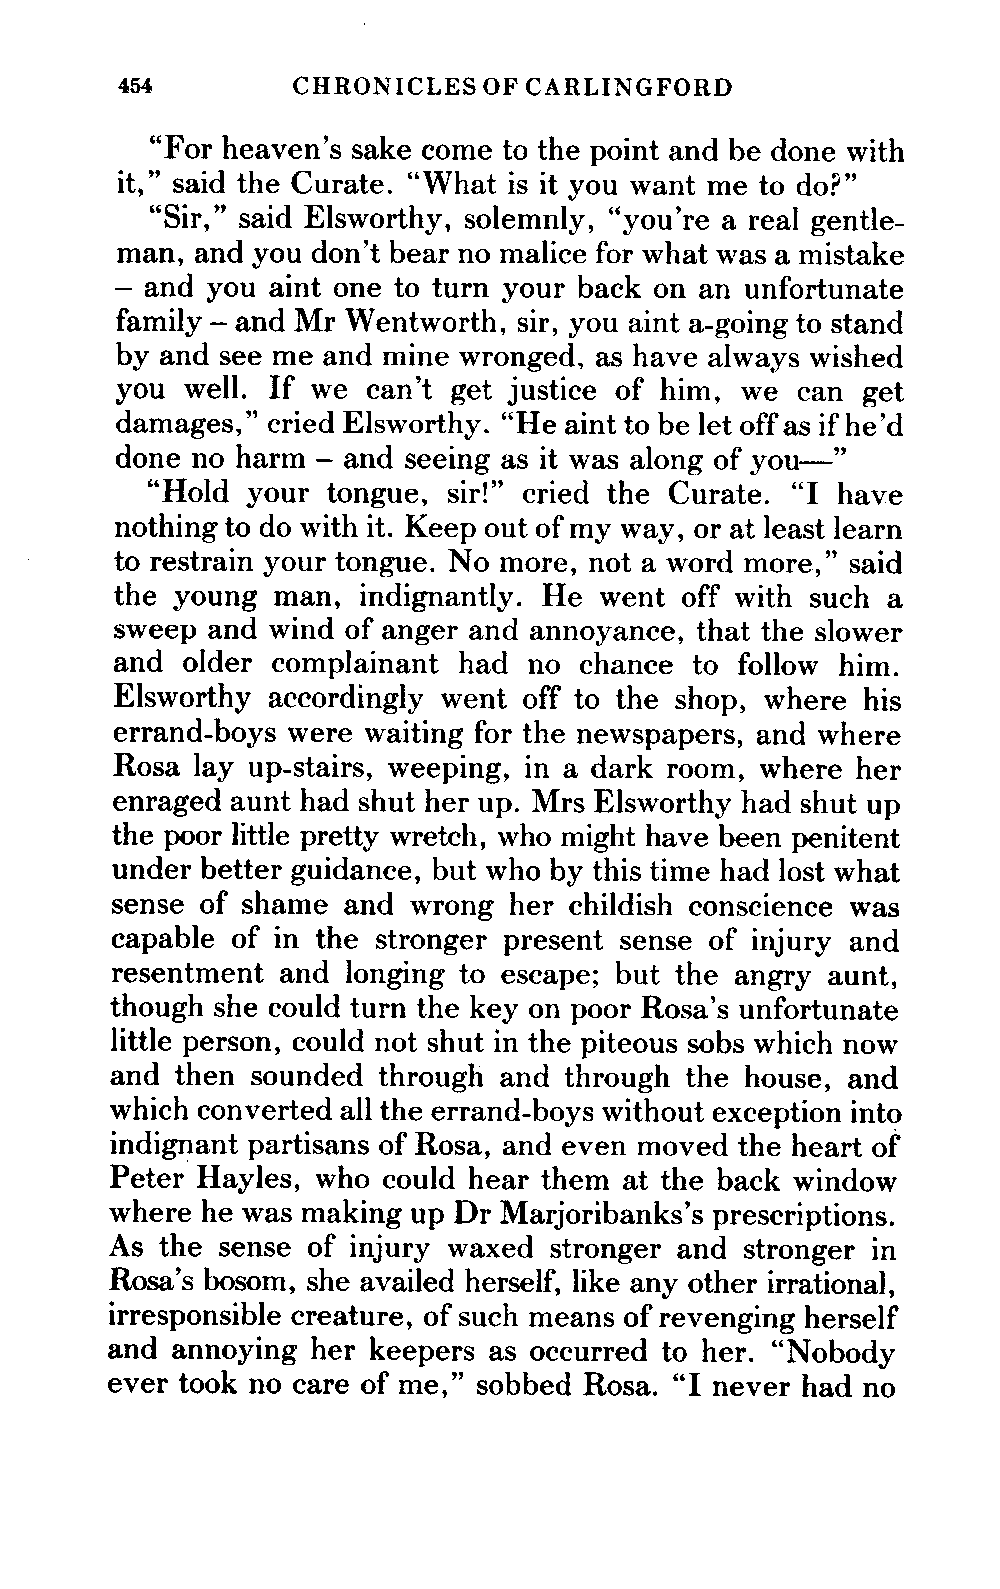 454 CHRONICLES OF CARLINGFORD
“For heaven’s sake come to the point and be done with
it,” said the Curate. “What is it you want me to do?”
“Sir,” said Elsworthy, solemnly, “you’re a real gentle-
man, and you don’t bear no malice for what was a mistake
– and you aint one to turn your back on an unfortunate
family – and Mr Wentworth, sir, you aint a-going to stand
by and see me and mine wronged, as have always wished
you well. If we can’t get justice of him, we can get
damages,” cried Elsworthy. “He aint to be let off as if he’d
done no harm – and seeing as it was along of you—”
“Hold your tongue, sir!” cried the Curate. “I have
nothing to do with it. Keep out of my way, or at least learn
to restrain your tongue. No more, not a word more,” said
the young man, indignantly. He went off with such a
sweep and wind of anger and annoyance, that the slower
and older complainant had no chance to follow him.
Elsworthy accordingly went off to the shop, where his
errand-boys were waiting for the newspapers, and where
Rosa lay up-stairs, weeping, in a dark room, where her
enraged aunt had shut her up. Mrs Elsworthy had shut up
the poor little pretty wretch, who might have been penitent
under better guidance, but who by this time had lost what
sense of shame and wrong her childish conscience was
capable of in the stronger present sense of injury and
resentment and longing to escape; but the angry aunt,
though she could turn the key on poor Rosa’s unfortunate
little person, could not shut in the piteous sobs which now
and then sounded through and through the house, and
which converted all the errand-boys without exception into
indignant partisans of Rosa, and even moved the heart of
Peter Hayles, who could hear them at the back window
where he was making up Dr Marjoribanks’s prescriptions.
As the sense of injury waxed stronger and stronger in
Rosa’s bosom, she availed herself, like any other irrational,
irresponsible creature, of such means of revenging herself
and annoying her keepers as occurred to her. “Nobody
ever took no care of me,” sobbed Rosa. “I never had no